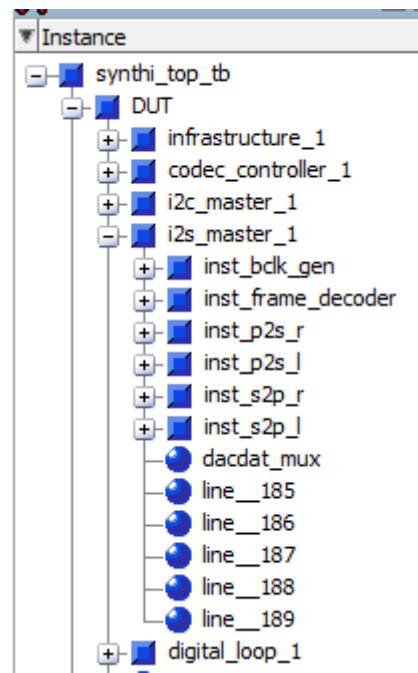 Instance
synthi_top_tb
DUT
infrastructure_1
codec_controller_1
i2c_master_1
i2s_master_1
inst_bclk_gen
inst_frame_decoder
inst_p2s_r
inst_p2s_l
inst_s2p_r
inst_s2p_l
dacdat_mux
line__185
line__186
line__187
line__188
line__189
digital_loop_1